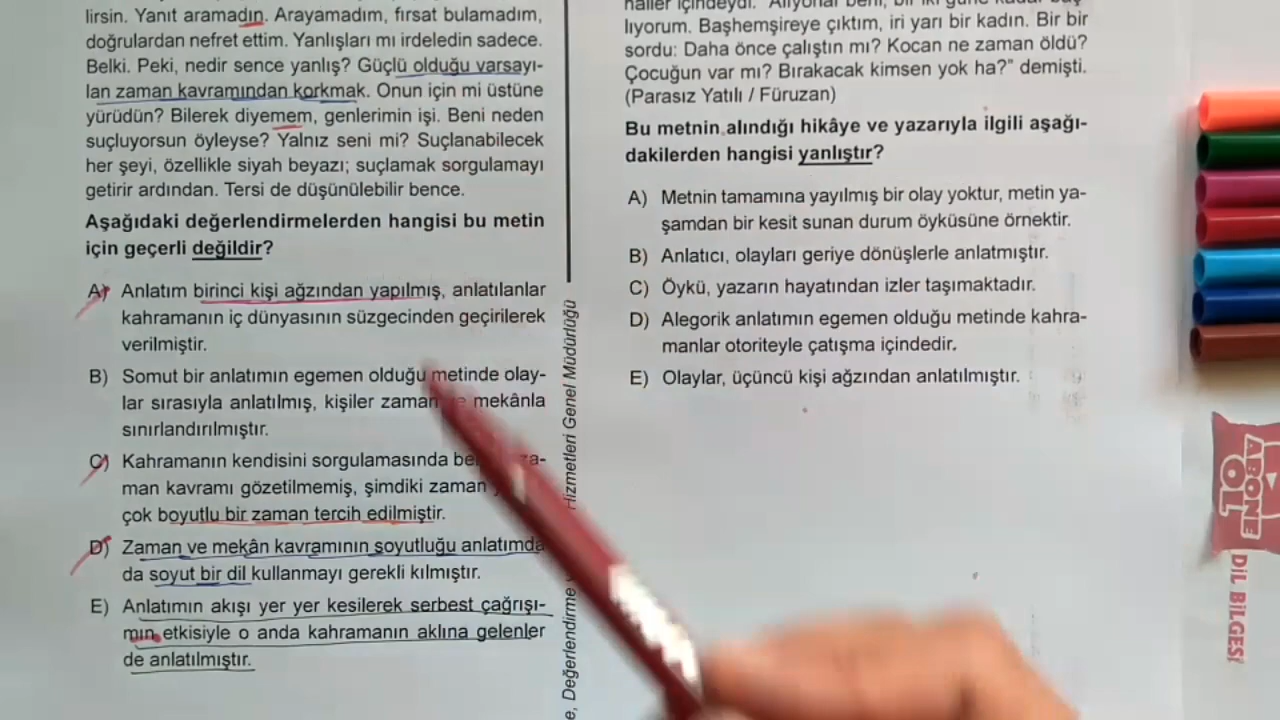 lirsin. Yanıt aramadın. Arayamadım, fırsat bulamadım,
doğrulardan nefret ettim. Yanlışları mı irdeledin sadece.
Belki. Peki, nedir sence yanlış? Güçlü olduğu varsayı-
lan zaman kavramından korkmak. Onun için mi üstüne
yürüdün? Bilerek diyemem, genlerimin işi. Beni neden
suçluyorsun öyleyse? Yalnız seni mi? Suçlanabilecek
her şeyi, özellikle siyah beyazı; suçlamak sorgulamayı
getirir ardından. Tersi de düşünülebilir bence.
Aşağıdaki değerlendirmelerden hangisi bu metin
için geçerli değildir?
A) Anlatım birinci kişi ağzından yapılmış, anlatılanlar
kahramanın iç dünyasının süzgecinden geçirilerek
verilmiştir.
B) Somut bir anlatımın egemen olduğu metinde olay-
lar sırasıyla anlatılmış, kişiler zaman mekânla
sınırlandırılmıştır.
C) Kahramanın kendisini sorgulamasında za-
man kavramı gözetilmemiş, şimdiki zaman
çok boyutlu bir zaman tercih edilmiştir.
D) Zaman ve mekân kavramının soyutluğu anlatımda
da soyut bir dil kullanmayı gerekli kılmıştır.
E) Anlatımın akışı yer yer kesilerek serbest çağrışı-
mın etkisiyle o anda kahramanın aklına gelenler
de anlatılmıştır.
Değerlendirme
Hizmetleri Genel Müdürlüğü
haller içindeydi. "Alıyorlar beni, bir iki güne kadar baş-
lıyorum. Başhemşireye çıktım, iri yarı bir kadın. Bir bir
sordu: Daha önce çalıştın mı? Kocan ne zaman öldü?
Çocuğun var mı? Bırakacak kimsen yok ha?" demişti.
(Parasız Yatılı / Füruzan)
Bu metnin alındığı hikâye ve yazarıyla ilgili aşağı-
dakilerden hangisi yanlıştır?
A) Metnin tamamına yayılmış bir olay yoktur, metin ya-
şamdan bir kesit sunan durum öyküsüne örnektir.
B) Anlatıcı, olayları geriye dönüşlerle anlatmıştır.
C) Öykü, yazarın hayatından izler taşımaktadır.
D) Alegorik anlatımın egemen olduğu metinde kahra-
manlar otoriteyle çatışma içindedir.
E) Olaylar, üçüncü kişi ağzından anlatılmıştır.
ABONE
OL
DİL BİLGESİ